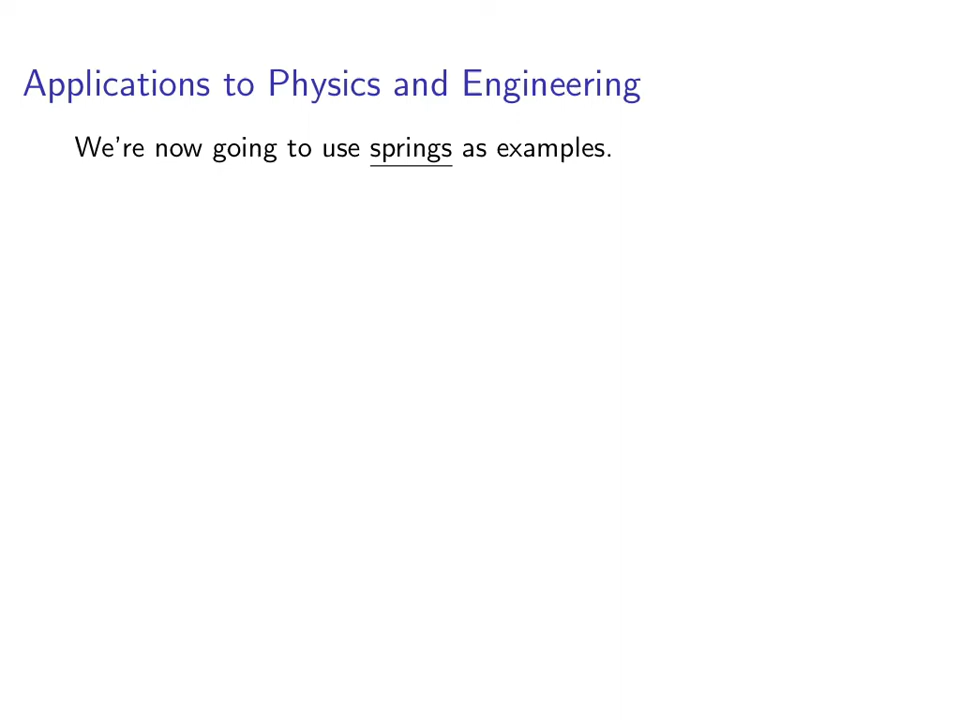 Applications to Physics and Engineering
We're now going to use springs as examples.